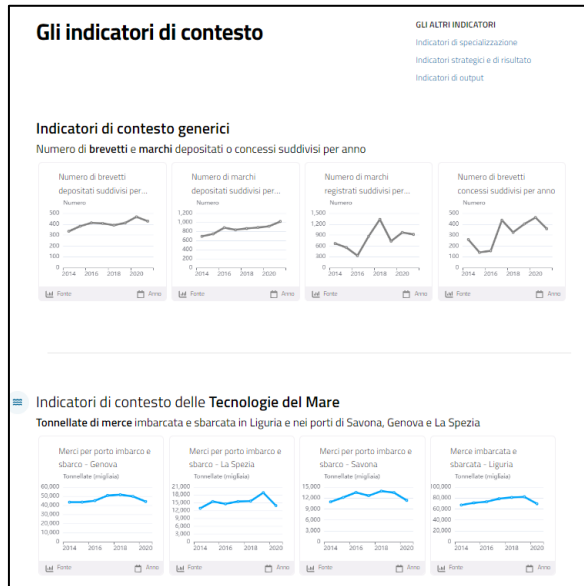 Gli indicatori di contesto
GLI ALTRI INDICATORI
Indicatori di specializzazione
Indicatori strategici e di risultato
Indicatori di output
Indicatori di contesto generici
Numero di brevetti e marchi depositati o concessi suddivisi per anno
Numero di brevetti
depositati suddivisi per...
Numero
500
400
300
200
100
0
2014 2016 2018 2020
Fonte Anno
Numero di marchi
depositati suddivisi per...
Numero
1,200
1,000
800
600
400
200
0
2014 2016 2018 2020
Fonte Anno
Numero di marchi
registrati suddivisi per...
Numero
1,500
1,200
900
600
300
0
2014 2016 2018 2020
Fonte Anno
Numero di brevetti
concessi suddivisi per anno
Numero
500
400
300
200
100
0
2014 2016 2018 2020
Fonte Anno
Indicatori di contesto delle Tecnologie del Mare
Tonnellate di merce imbarcata e sbarcata in Liguria e nei porti di Savona, Genova e La Spezia
Merci per porto imbarco e
sbarco - Genova
Tonnellate (migliaia)
60,000
50,000
40,000
30,000
20,000
10,000
0
2014 2016 2018 2020
Fonte Anno
Merci per porto imbarco e
sbarco - La Spezia
Tonnellate (migliaia)
21,000
18,000
15,000
12,000
9,000
6,000
3,000
0
2014 2016 2018 2020
Fonte Anno
Merci per porto imbarco e
sbarco - Savona
Tonnellate (migliaia)
15,000
12,000
9,000
6,000
3,000
0
2014 2016 2018 2020
Fonte Anno
Merce imbarcata e
sbarcata - Liguria
Tonnellate (migliaia)
100,000
80,000
60,000
40,000
20,000
0
2014 2016 2018 2020
Fonte Anno